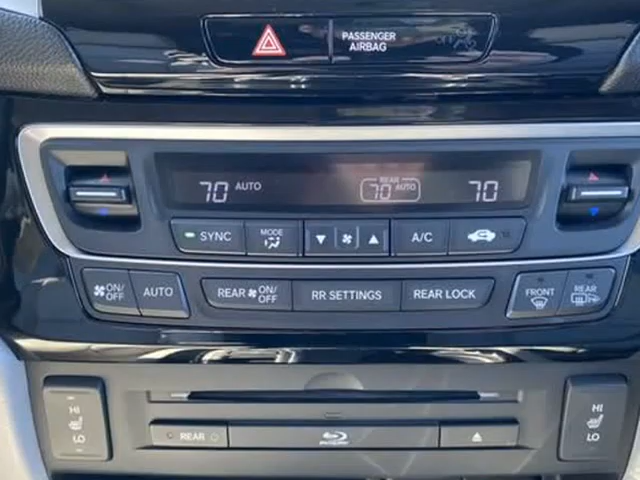 PASSENGER
AIRBAG
REAR
70 AUTO 70 AUTO 70
SYNC MODE A/C
ON/OFF AUTO REAR ON/OFF RR SETTINGS REAR LOCK FRONT REAR
HI HI
REAR
LO LO